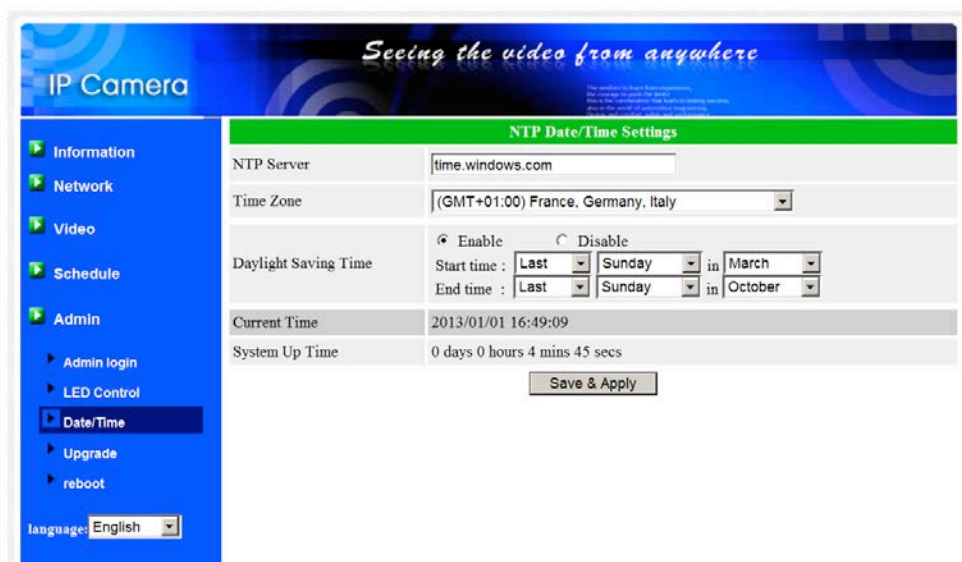 Seeing the video from anywhere
IP Camera
Information
Network
Video
Schedule
Admin
Admin login
LED Control
Date/Time
Upgrade
reboot
language: English
NTP Date/Time Settings
NTP Server time.windows.com
Time Zone (GMT+01:00) France, Germany, Italy
Daylight Saving Time
Enable Disable
Start time : Last Sunday in March
End time : Last Sunday in October
Current Time 2013/01/01 16:49:09
System Up Time 0 days 0 hours 4 mins 45 secs
Save & Apply